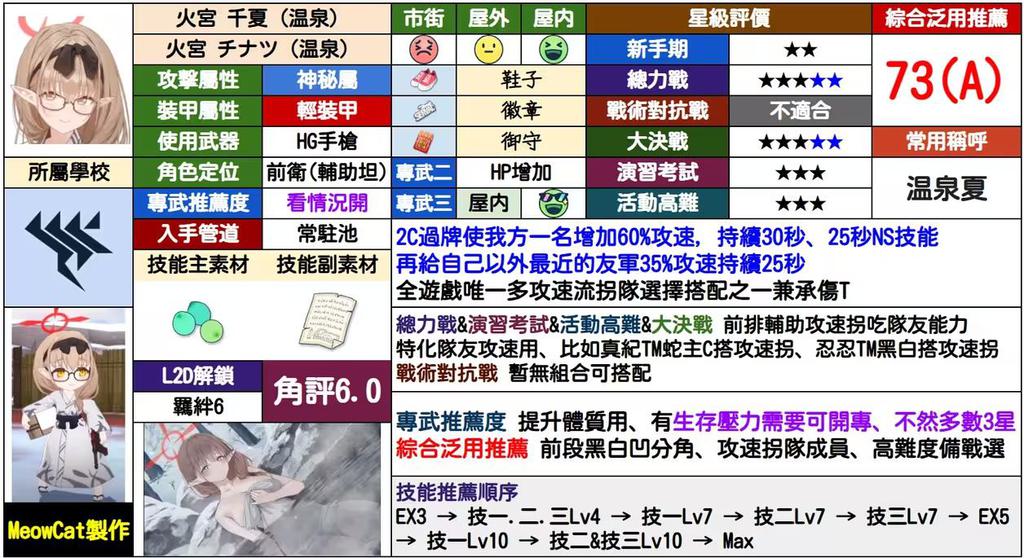 火宮 千夏 (温泉)
火宮 チナツ (温泉)
攻擊屬性 神秘屬
裝甲屬性 輕裝甲
使用武器 HG手槍
角色定位 前衛(輔助坦)
專武推薦度 看情況開
入手管道 常駐池
技能主素材 技能副素材
所屬學校
L2D解鎖
羈絆6
角評6.0
MeowCat製作
市街 屋外 屋内
鞋子
徽章
御守
專武二 HP增加
專武三 屋内
星級評價
新手期 ★★
總力戰 ★★★★★
戰術對抗戰 不適合
大決戰 ★★★★★
演習考試 ★★★
活動高難 ★★★
綜合泛用推薦
73(A)
常用稱呼
温泉夏
2C過牌使我方一名增加60%攻速, 持續30秒、25秒NS技能
再給自己以外最近的友軍35%攻速持續25秒
全遊戲唯一多攻速流拐隊選擇搭配之一兼承傷T
總力戰&演習考試&活動高難&大決戰 前排輔助攻速拐吃隊友能力
特化隊友攻速用、比如真紀TM蛇主C搭攻速拐、忍忍TM黑白搭攻速拐
戰術對抗戰 暫無組合可搭配
專武推薦度 提升體質用、有生存壓力需要可開專、不然多數3星
綜合泛用推薦 前段黑白凹分角、攻速拐隊成員、高難度備戰選
技能推薦順序
EX3 → 技一.二.三Lv4 → 技一Lv7 → 技二Lv7 → 技三Lv7 → EX5
→ 技一Lv10 → 技二&技三Lv10 → Max